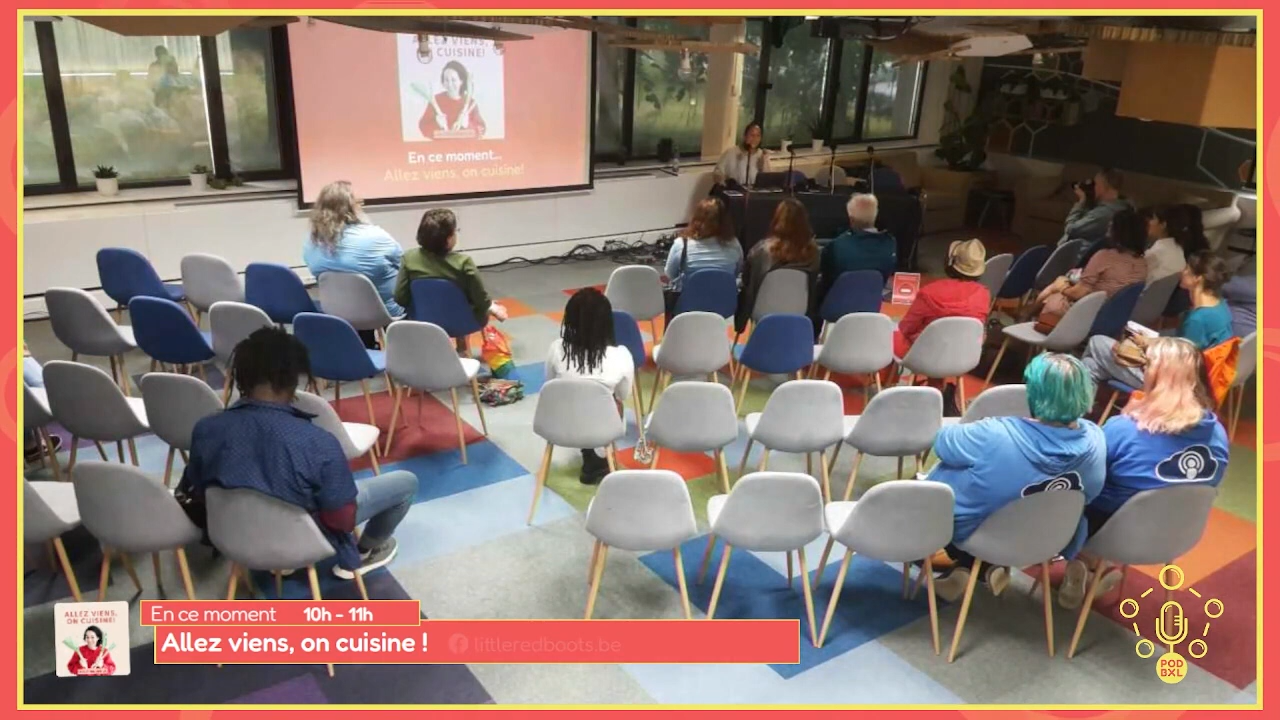 ALLEZ VIENS,
CUISINE!
En ce moment...
Allez viens, on cuisine!
ALLEZ VIENS,
ON CUISINE!
En ce moment 10h - 11h
Allez viens, on cuisine ! littleredboots.be
POD
BXL